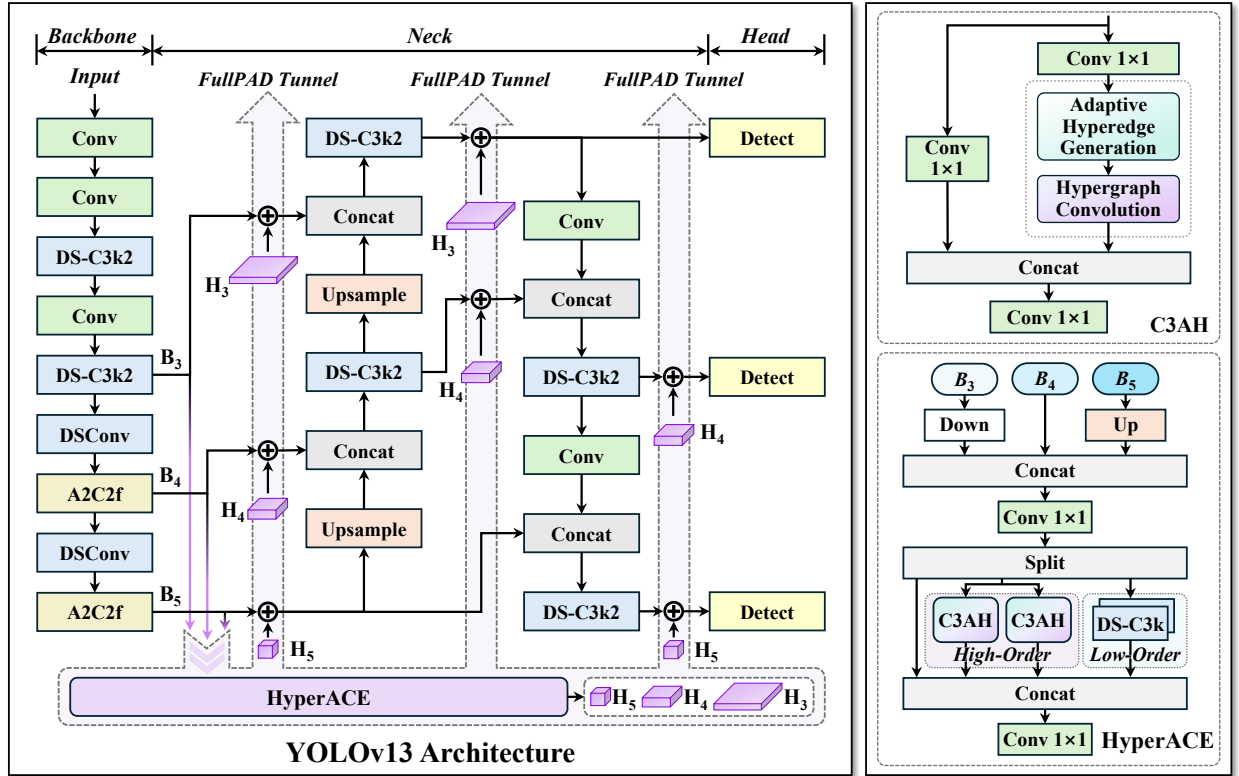 Backbone
Neck
Head
Input
FullPAD Tunnel
FullPAD Tunnel
FullPAD Tunnel
Conv
DS-C3k2
Detect
Conv
Concat
Conv
H3
H3
DS-C3k2
Upsample
Concat
Conv
B3
DS-C3k2
DS-C3k2
H4
DS-C3k2
Detect
DSConv
Concat
H4
Conv
B4
A2C2f
H4
Upsample
Concat
DSConv
B5
A2C2f
DS-C3k2
Detect
H5
H5
HyperACE
H5
H4
H3
YOLOv13 Architecture
Conv 1×1
Adaptive
Hyperedge
Generation
Conv
1×1
Hypergraph
Convolution
Concat
Conv 1×1
C3AH
B3
B4
B5
Down
Up
Concat
Conv 1×1
Split
C3AH
C3AH
DS-C3k
High-Order
Low-Order
Concat
Conv 1×1
HyperACE